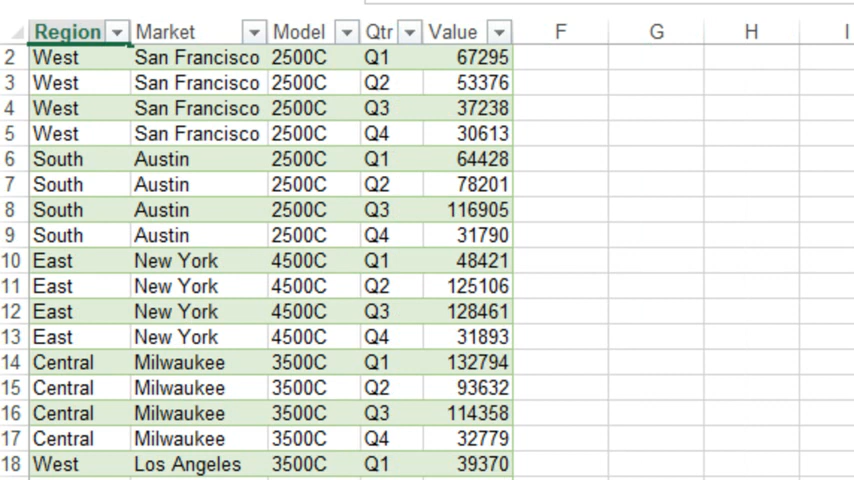 Region Market Model Qtr Value F G H I
2 West San Francisco 2500C Q1 67295
3 West San Francisco 2500C Q2 53376
4 West San Francisco 2500C Q3 37238
5 West San Francisco 2500C Q4 30613
6 South Austin 2500C Q1 64428
7 South Austin 2500C Q2 78201
8 South Austin 2500C Q3 116905
9 South Austin 2500C Q4 31790
10 East New York 4500C Q1 48421
11 East New York 4500C Q2 125106
12 East New York 4500C Q3 128461
13 East New York 4500C Q4 31893
14 Central Milwaukee 3500C Q1 132794
15 Central Milwaukee 3500C Q2 93632
16 Central Milwaukee 3500C Q3 114358
17 Central Milwaukee 3500C Q4 32779
18 West Los Angeles 3500C Q1 39370